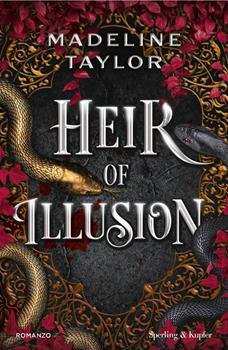 MADELINE
TAYLOR
HEIR
OF
ILLUSION
ROMANZO
Sperling & Kupfer